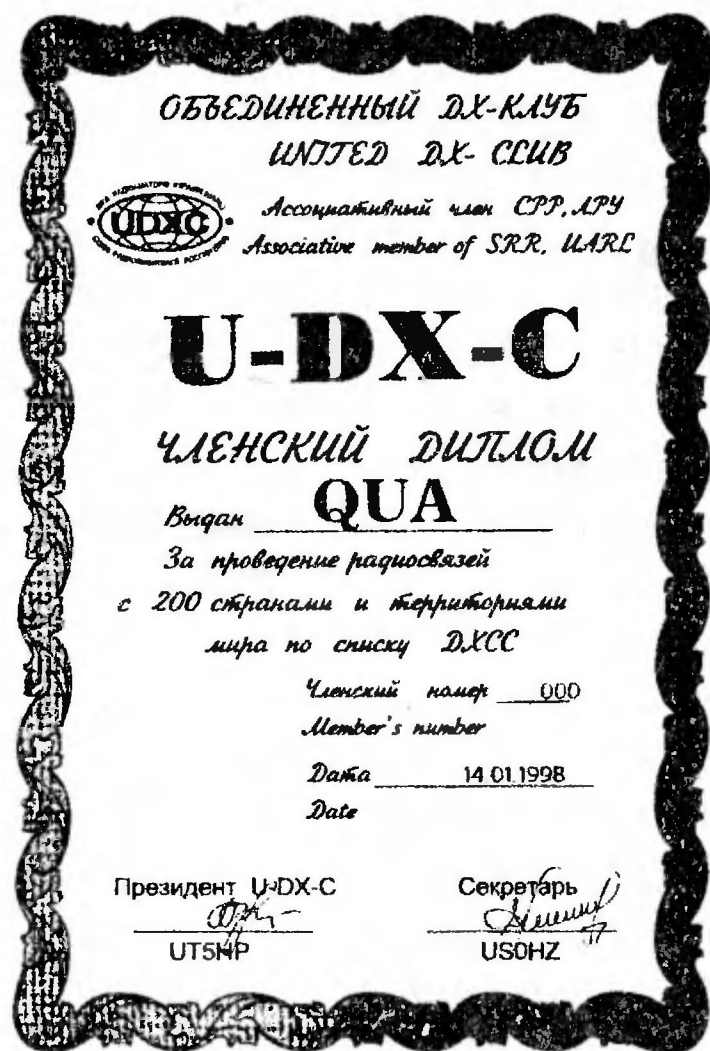 ОБЪЕДИНЕННЫЙ DX-КЛУБ
UNITED DX- CLUB
UDXC
Ассоциативный член СРР, ЛРУ
Associative member of SRR, UARL
U-DX-C
ЧЛЕНСКИЙ ДИПЛОМ
Выдан QUA
За проведение радиосвязей
с 200 странами и территориями
мира по списку DXCC
Членский номер 000
Member's number
Дата 14.01.1998
Date
Президент U-DX-C Секретарь
UT5HP US0HZ